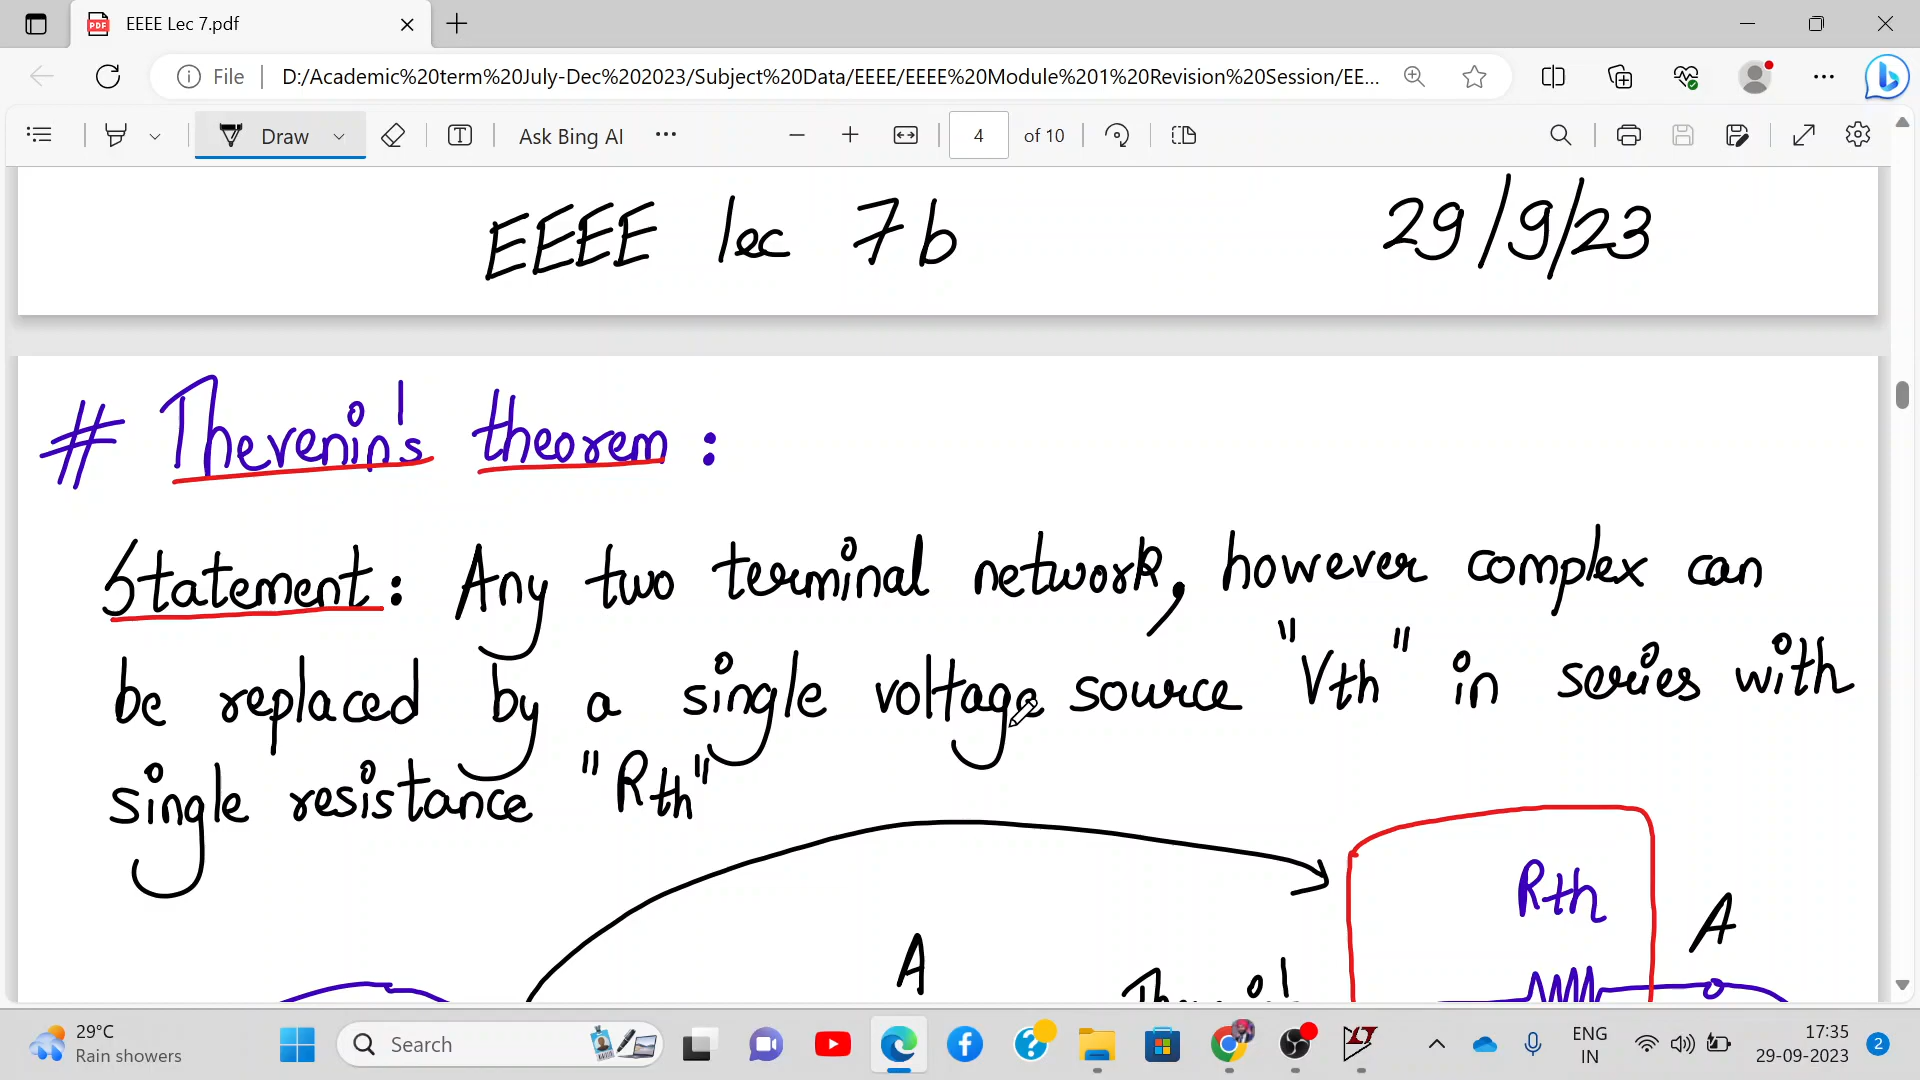 EEEE Lec 7.pdf
File D:/Academic%20term%20July-Dec%202023/Subject%20Data/EEEE/EEEE%20Module%201%20Revision%20Session/EE...
Draw Ask Bing AI 4 of 10
EEEE lec 7b 29/9/23
# Thevenin's theorem :
Statement: Any two terminal network, however complex can
be replaced by a single voltage source "Vth" in series with
single resistance "Rth"
Rth
A A
29°C
Rain showers
Search
ENG
IN
17:35
29-09-2023
2